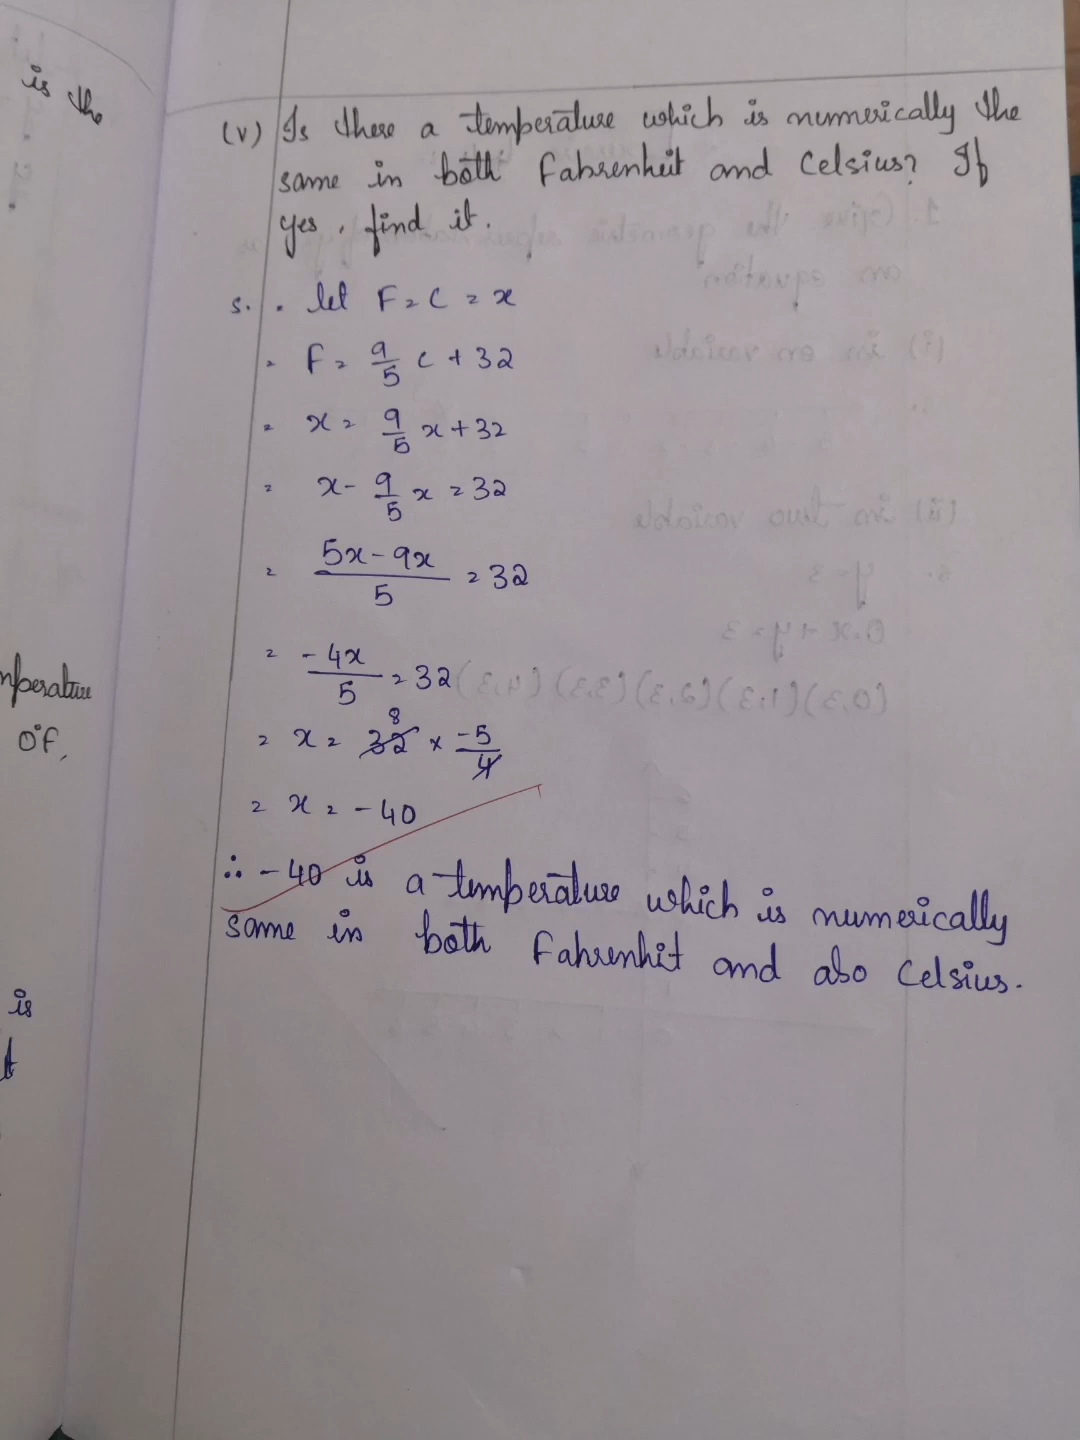 is the
(v) Is there a temperature which is numerically the
same in both Fahrenheit and Celsius? If
yes, find it.
s. . let F = C = x
= F = 9/5 C + 32
= x = 9/5 x + 32
= x - 9/5 x = 32
= 5x - 9x / 5 = 32
= -4x / 5 = 32
8
= x = 32 × -5/4
= x = -40
∴ -40 is a temperature which is numerically
same in both Fahrenhit and also Celsius.
mperature
0°F,
is